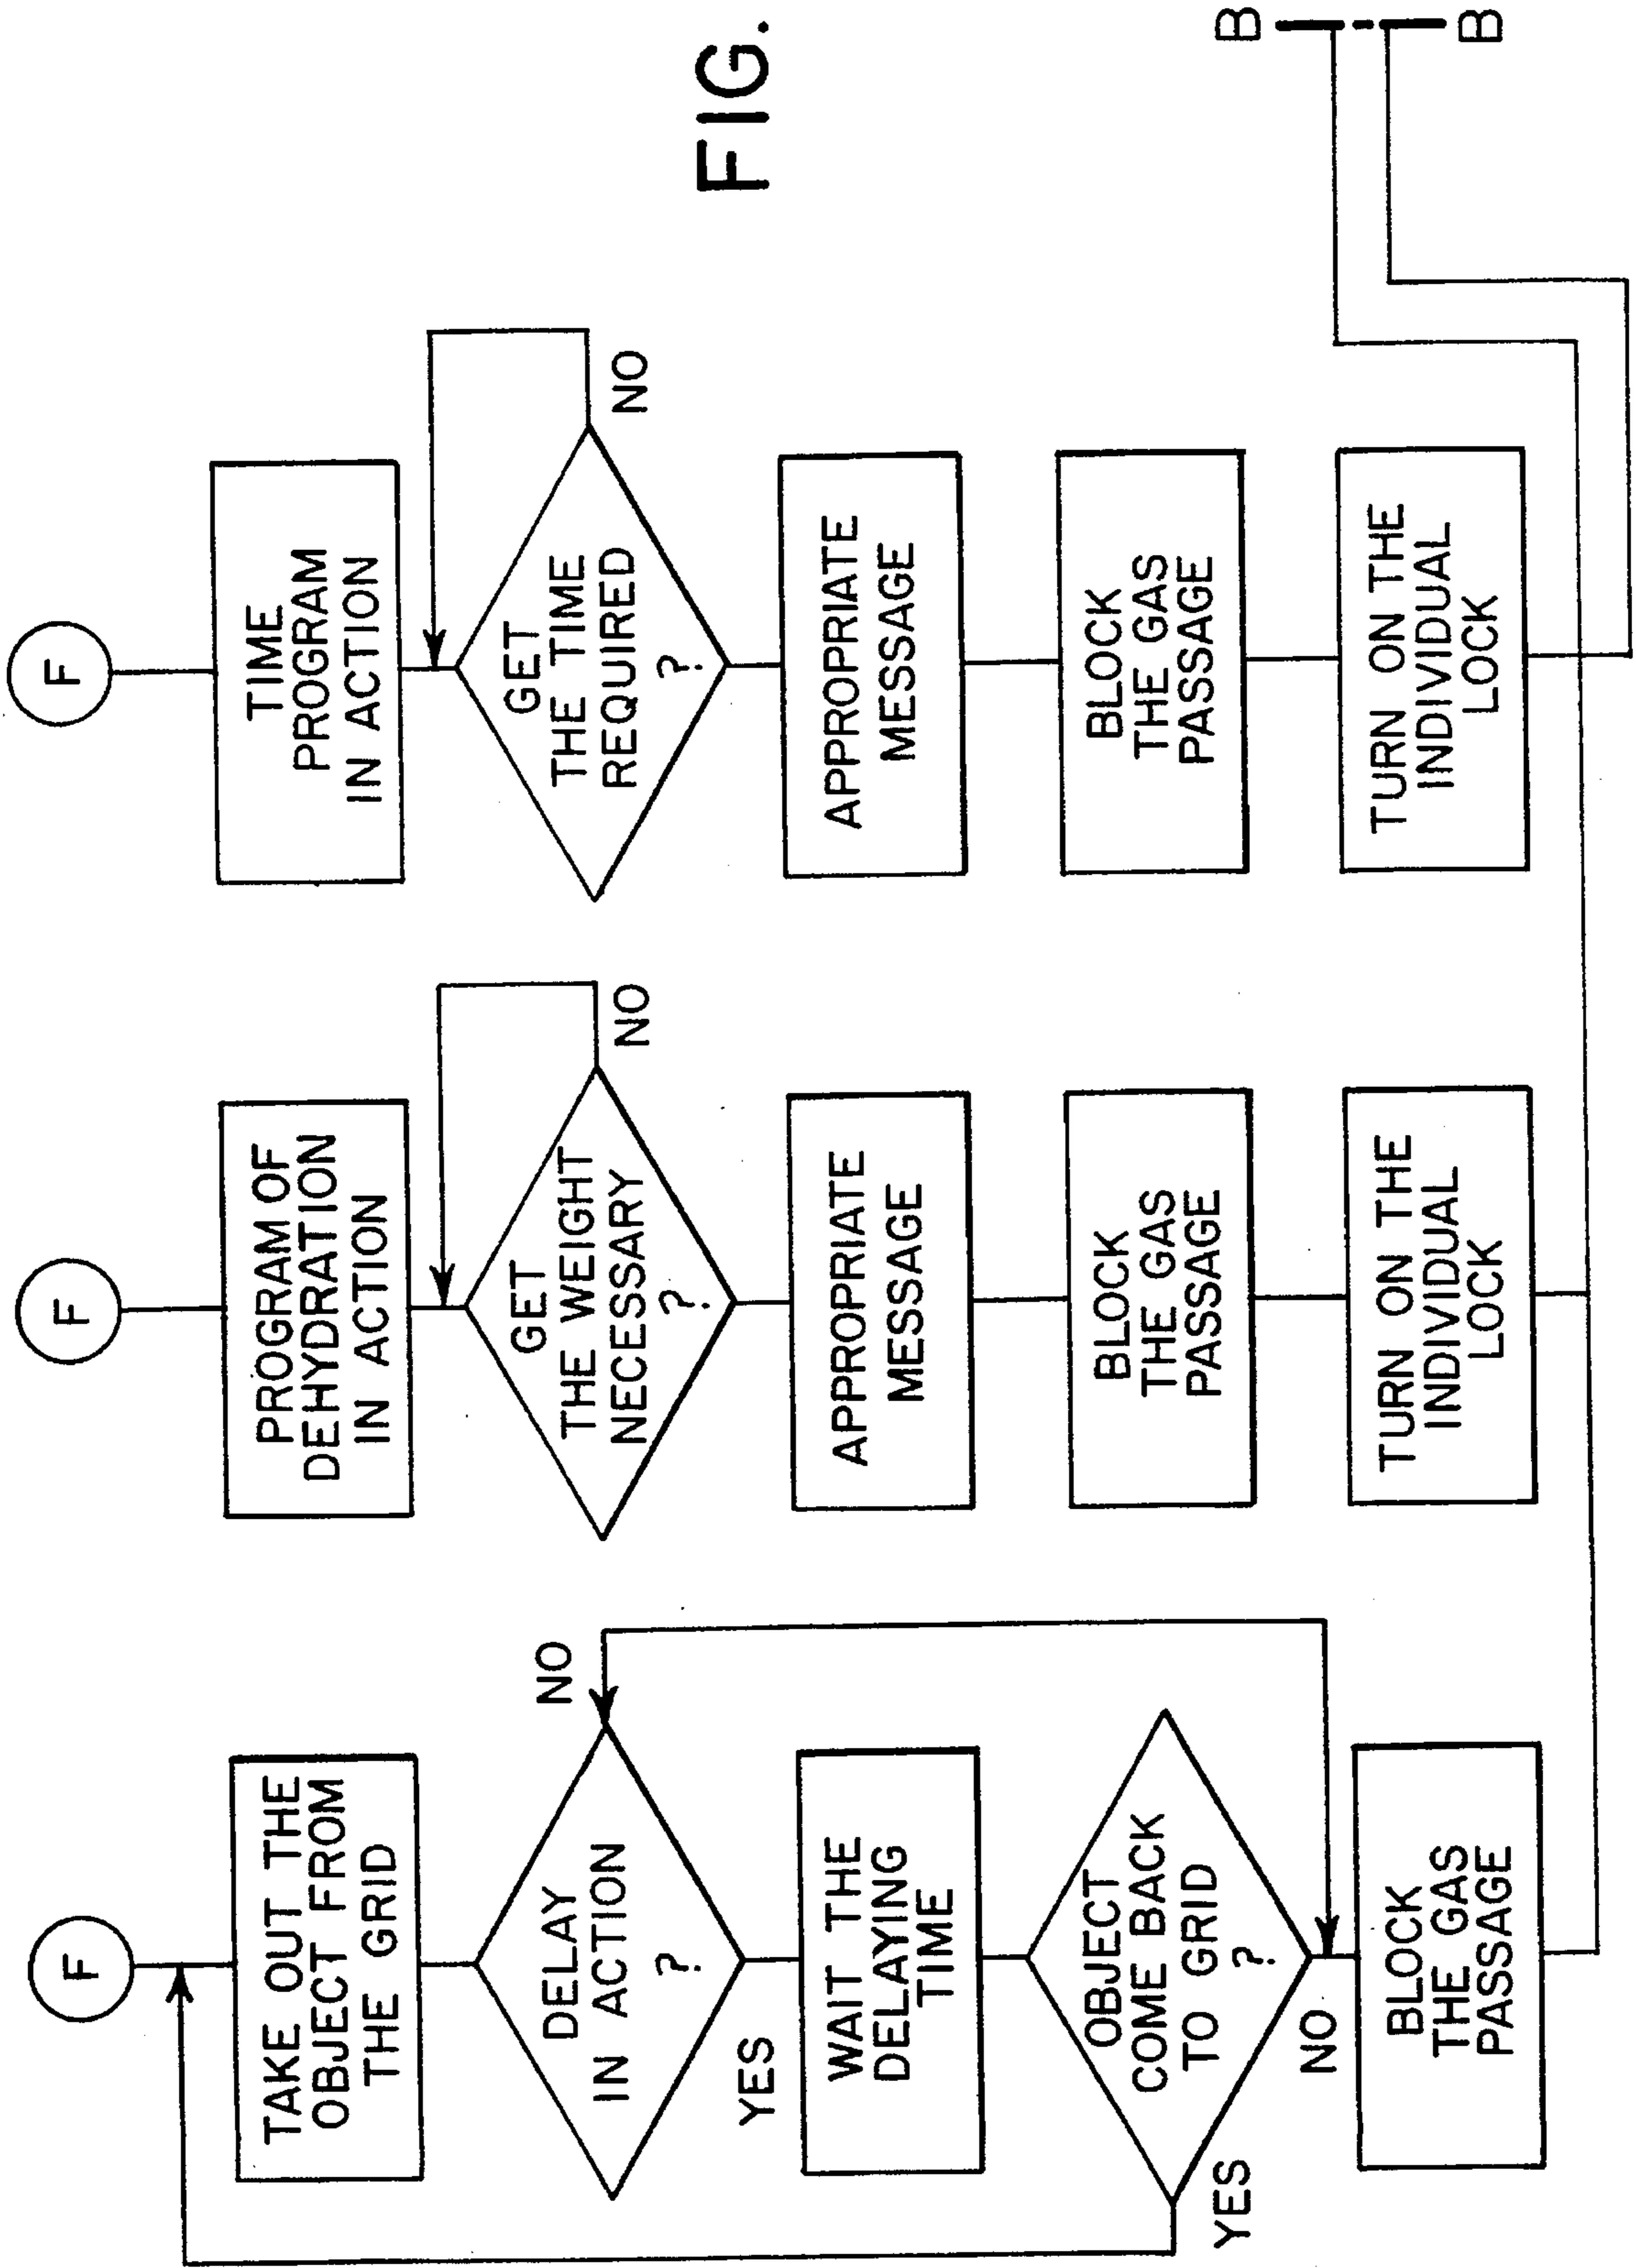 F
TAKE OUT THE
OBJECT FROM
THE GRID
DELAY
IN ACTION
?
NO
YES
WAIT THE
DELAYING
TIME
OBJECT
COME BACK
TO GRID
?
YES
NO
BLOCK
THE GAS
PASSAGE
F
PROGRAM OF
DEHYDRATION
IN ACTION
GET
THE WEIGHT
NECESSARY
?
NO
APPROPRIATE
MESSAGE
BLOCK
THE GAS
PASSAGE
TURN ON THE
INDIVIDUAL
LOCK
F
TIME
PROGRAM
IN ACTION
GET
THE TIME
REQUIRED
?
NO
APPROPRIATE
MESSAGE
BLOCK
THE GAS
PASSAGE
TURN ON THE
INDIVIDUAL
LOCK
FIG.
B
B